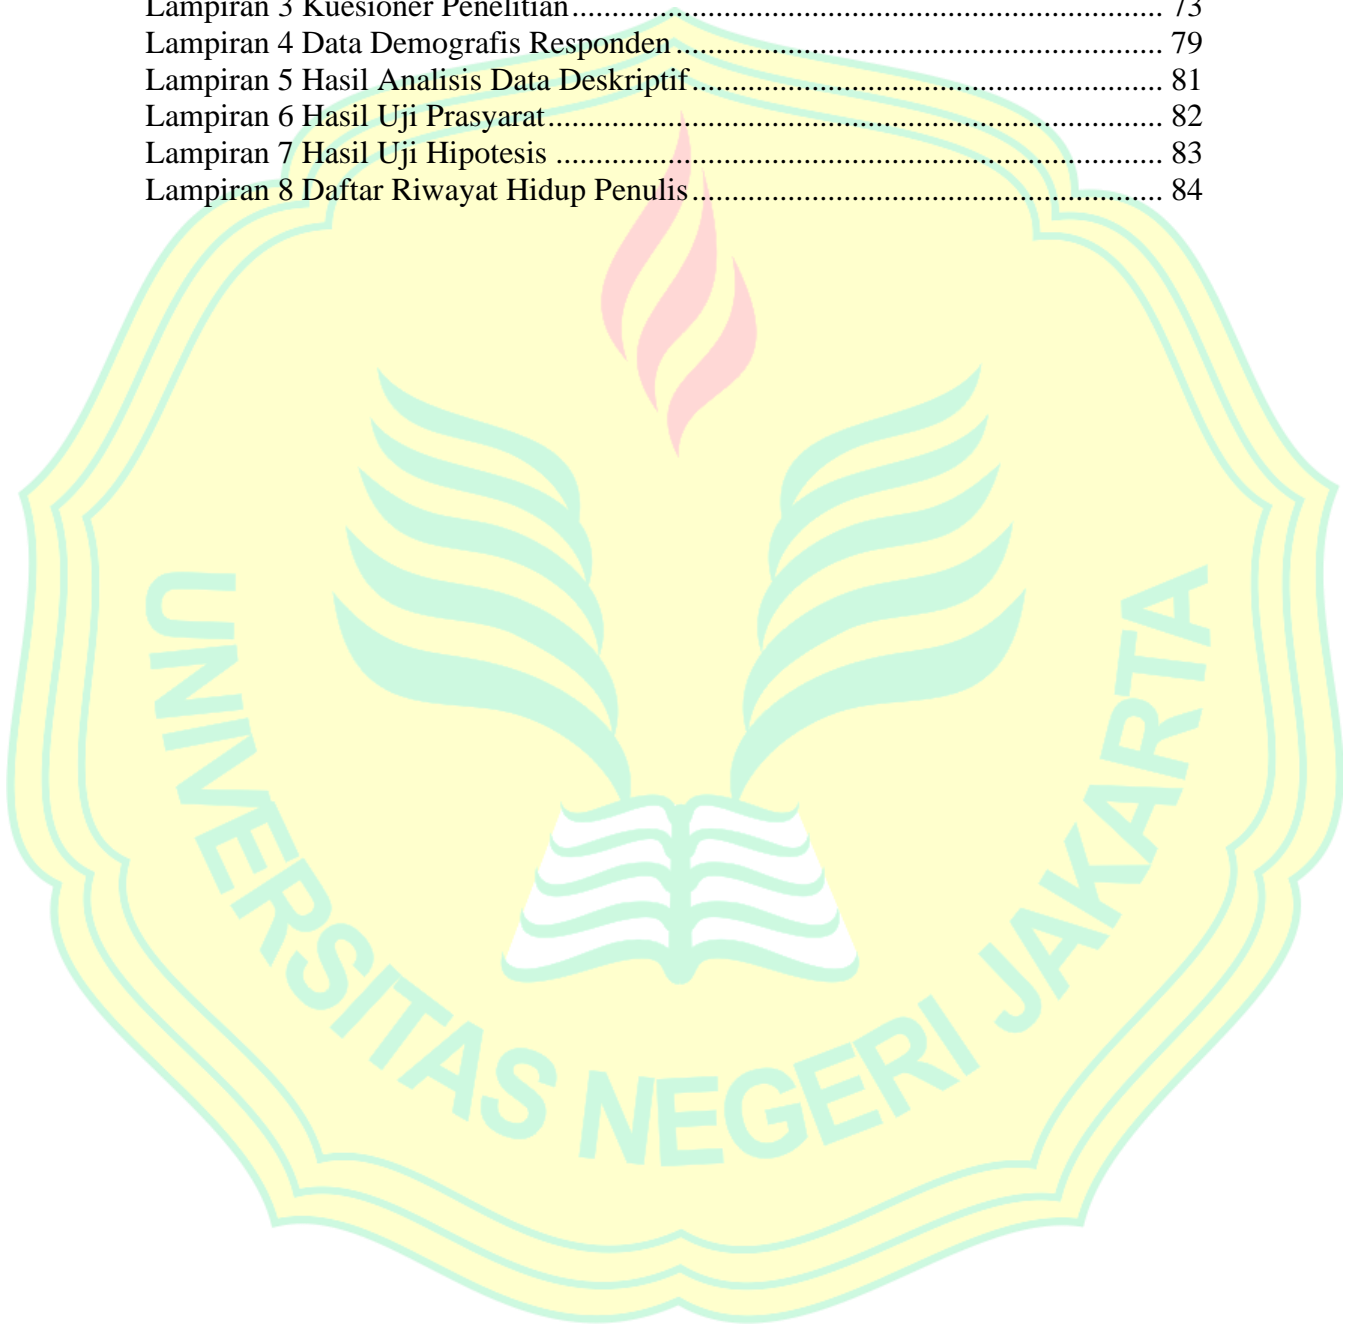 Lampiran 3 Kuesioner Penelitian.......................................................................... 73
Lampiran 4 Data Demografis Responden ............................................................. 79
Lampiran 5 Hasil Analisis Data Deskriptif........................................................... 81
Lampiran 6 Hasil Uji Prasyarat............................................................................. 82
Lampiran 7 Hasil Uji Hipotesis ............................................................................ 83
Lampiran 8 Daftar Riwayat Hidup Penulis........................................................... 84
UNIVERSITAS NEGERI JAKARTA